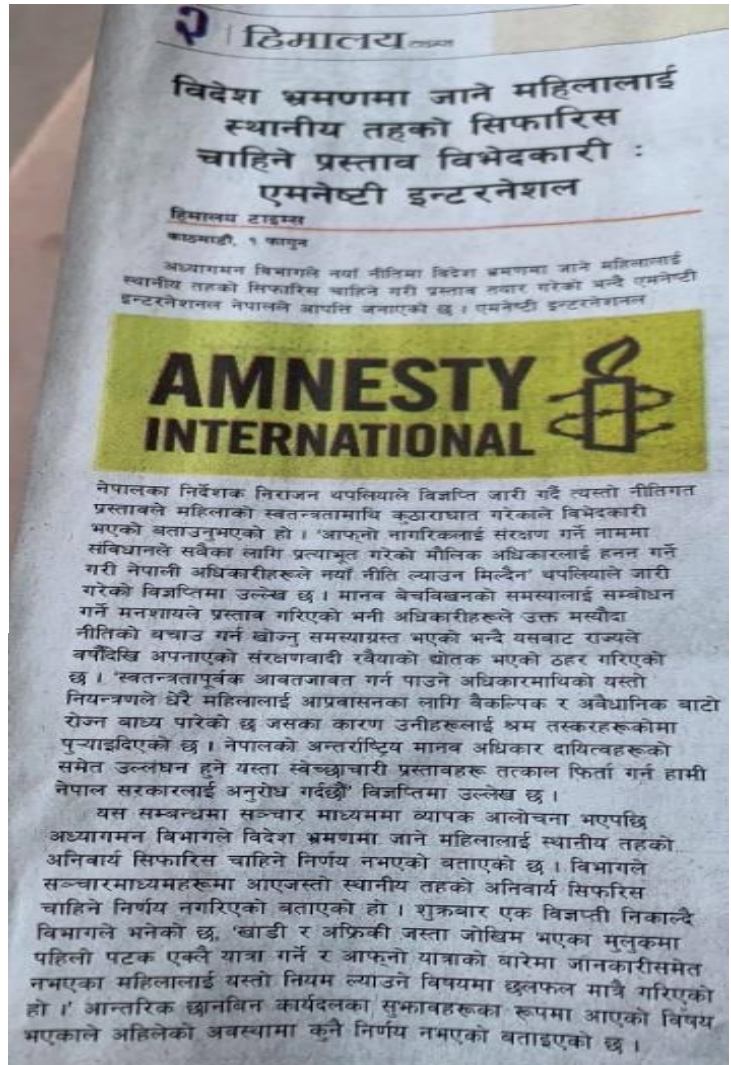 २ हिमालय टाइम्स
विदेश भ्रमणमा जाने महिलालाई
स्थानीय तहको सिफारिस
चाहिने प्रस्ताव विभेदकारी :
एमनेष्टी इन्टरनेशल
हिमालय टाइम्स
काठमाडौं, १ फागुन
अध्यागमन विभागले नयाँ नीतिमा विदेश भ्रमणमा जाने महिलालाई
स्थानीय तहको सिफारिस चाहिने गरी प्रस्ताव तयार गरेको भन्दै एमनेष्टी
इन्टरनेशनल नेपालले आपत्ति जनाएको छ । एमनेष्टी इन्टरनेशनल
AMNESTY
INTERNATIONAL
नेपालका निर्देशक निराजन थपलियाले विज्ञप्ति जारी गर्दै त्यस्तो नीतिगत
प्रस्तावले महिलाको स्वतन्त्रतामाथि कुठाराघात गरेकाले विभेदकारी
भएको बताउनुभएको हो । 'आफ्नो नागरिकलाई संरक्षण गर्ने नाममा
संविधानले सबैका लागि प्रत्याभूत गरेको मौलिक अधिकारलाई हनन गर्ने
गरी नेपाली अधिकारीहरूले नयाँ नीति ल्याउन मिल्दैन' थपलियाले जारी
गरेको विज्ञप्तिमा उल्लेख छ । मानव बेचविखनको समस्यालाई सम्बोधन
गर्ने मनशायले प्रस्ताव गरिएको भनी अधिकारीहरूले उक्त मस्यौदा
नीतिको बचाउ गर्न खोज्नु समस्याग्रस्त भएको भन्दै यसबाट राज्यले
वर्षौंदेखि अपनाएको संरक्षणवादी रवैयाको द्योतक भएको ठहर गरिएको
छ । 'स्वतन्त्रतापूर्वक आवतजावत गर्न पाउने अधिकारमाथिको यस्तो
नियन्त्रणले धेरै महिलालाई आप्रवासनका लागि वैकल्पिक र अवैधानिक बाटो
रोज्न बाध्य पारेको छ जसका कारण उनीहरूलाई श्रम तस्करहरूकोमा
पुर्‍याइदिएको छ । नेपालको अन्तर्राष्ट्रिय मानव अधिकार दायित्वहरूको
समेत उल्लंघन हुने यस्ता स्वेच्छाचारी प्रस्तावहरू तत्काल फिर्ता गर्न हामी
नेपाल सरकारलाई अनुरोध गर्दछौं' विज्ञप्तिमा उल्लेख छ ।
यस सम्बन्धमा सञ्चार माध्यममा व्यापक आलोचना भएपछि
अध्यागमन विभागले विदेश भ्रमणमा जाने महिलालाई स्थानीय तहको
अनिवार्य सिफारिस चाहिने निर्णय नभएको बताएको छ । विभागले
सञ्चारमाध्यमहरूमा आएजस्तो स्थानीय तहको अनिवार्य सिफरिस
चाहिने निर्णय नगरिएको बताएको हो । शुक्रबार एक विज्ञप्ती निकाल्दै
विभागले भनेको छ, 'खाडी र अफ्रिकी जस्ता जोखिम भएका मुलुकमा
पहिली पटक एक्लै यात्रा गर्ने र आफ्नो यात्राको बारेमा जानकारीसमेत
नभएका महिलालाई यस्तो नियम ल्याउने विषयमा छलफल मात्रै गरिएको
हो ।' आन्तरिक छानविन कार्यदलका सुझावहरूका रूपमा आएको विषय
भएकाले अहिलेको अवस्थामा कुनै निर्णय नभएको बताइएको छ ।